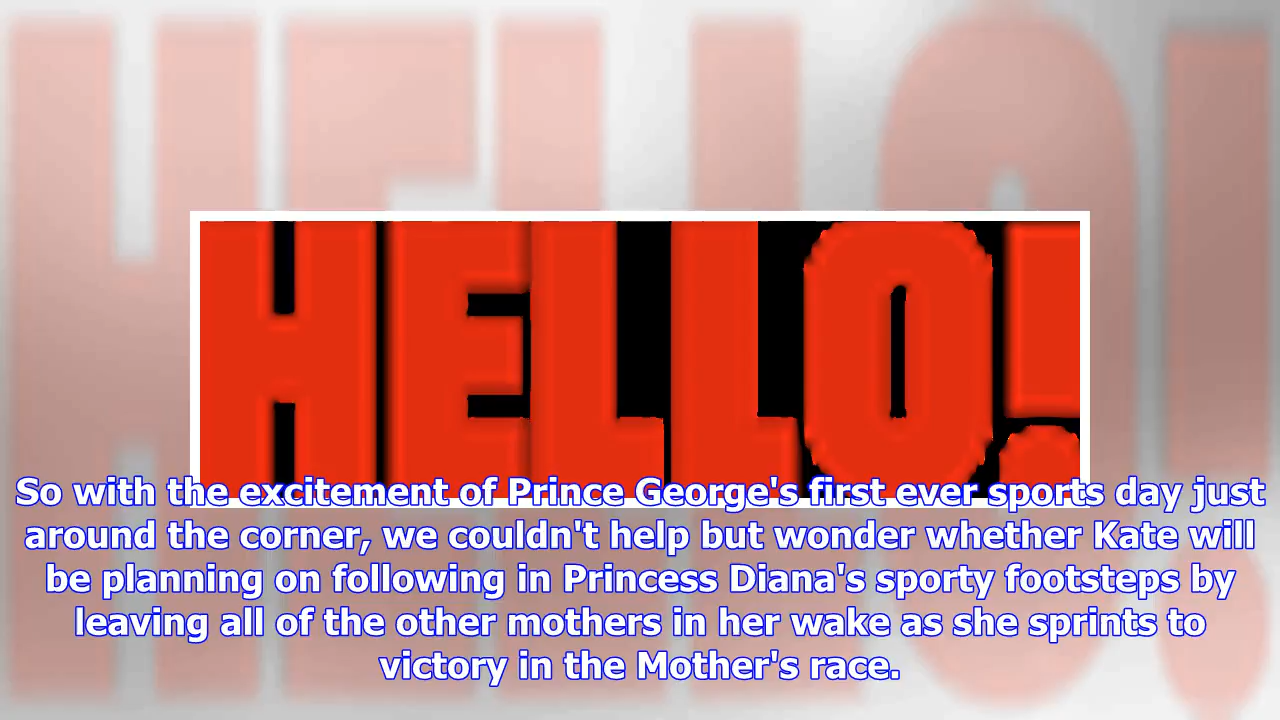 HELLO!
So with the excitement of Prince George's first ever sports day just
around the corner, we couldn't help but wonder whether Kate will
be planning on following in Princess Diana's sporty footsteps by
leaving all of the other mothers in her wake as she sprints to
victory in the Mother's race.